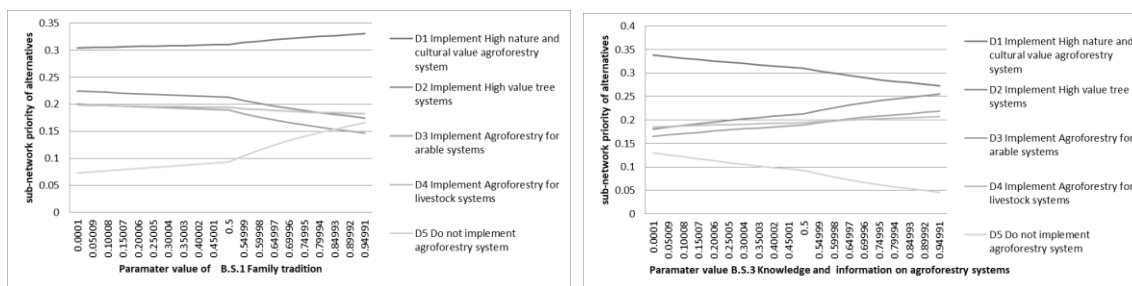 sub-network priority of alternatives
0.35
0.3
0.25
0.2
0.15
0.1
0.05
0
0.0001
0.05009
0.10008
0.15007
0.20006
0.25005
0.30004
0.35003
0.40002
0.45001
0.5
0.54999
0.59998
0.64997
0.69996
0.74995
0.79994
0.84993
0.89992
0.94991
Paramater value of B.S.1 Family tradition
D1 Implement High nature and
cultural value agroforestry
system
D2 Implement High value tree
systems
D3 Implement Agroforestry for
arable systems
D4 Implement Agroforestry for
livestock systems
D5 Do not implement
agroforestry system
sub-network priority of alternatives
0.4
0.35
0.3
0.25
0.2
0.15
0.1
0.05
0
0.0001
0.05009
0.10008
0.15007
0.20006
0.25005
0.30004
0.35003
0.40002
0.45001
0.5
0.54999
0.59998
0.64997
0.69996
0.74995
0.79994
0.84993
0.89992
0.94991
Paramater value B.S.3 Knowledge and information on agroforestry systems
D1 Implement High nature and
cultural value agroforestry
system
D2 Implement High value tree
systems
D3 Implement Agroforestry for
arable systems
D4 Implement Agroforestry for
livestock systems
D5 Do not implement
agroforestry system